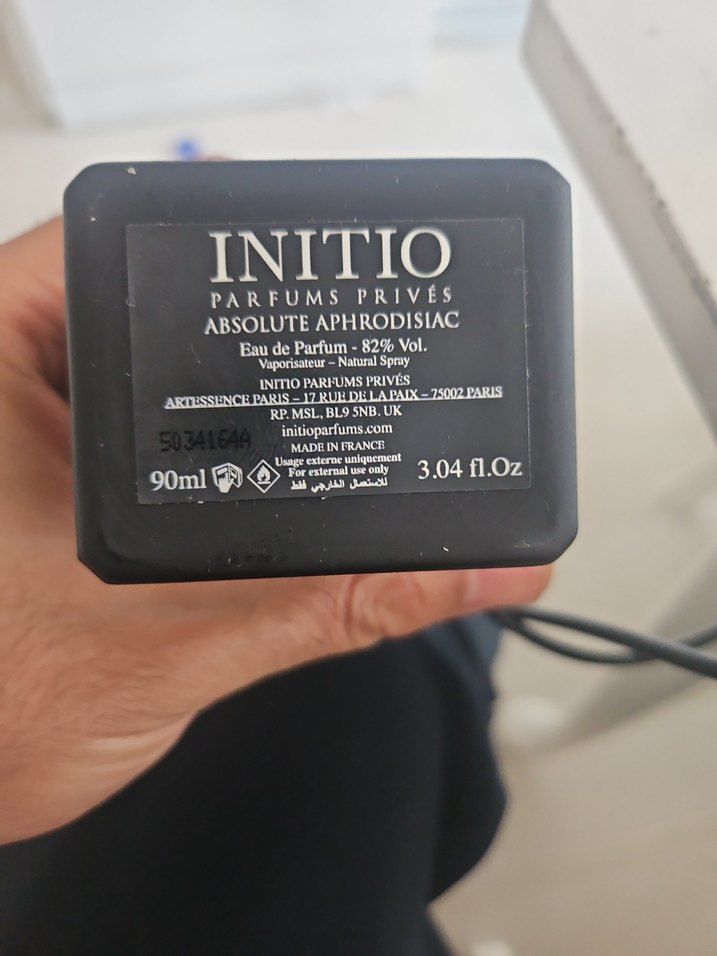 INITIO
PARFUMS PRIVÉS
ABSOLUTE APHRODISIAC
Eau de Parfum - 82% Vol.
Vaporisateur – Natural Spray
INITIO PARFUMS PRIVÉS
ARTESSENCE PARIS – 17 RUE DE LA PAIX – 75002 PARIS
RP. MSL, BL9 5NB. UK
initioparfums.com
5034164A
MADE IN FRANCE
Usage externe uniquement
For external use only
للاستعمال الخارجي فقط
90ml
3.04 fl.Oz